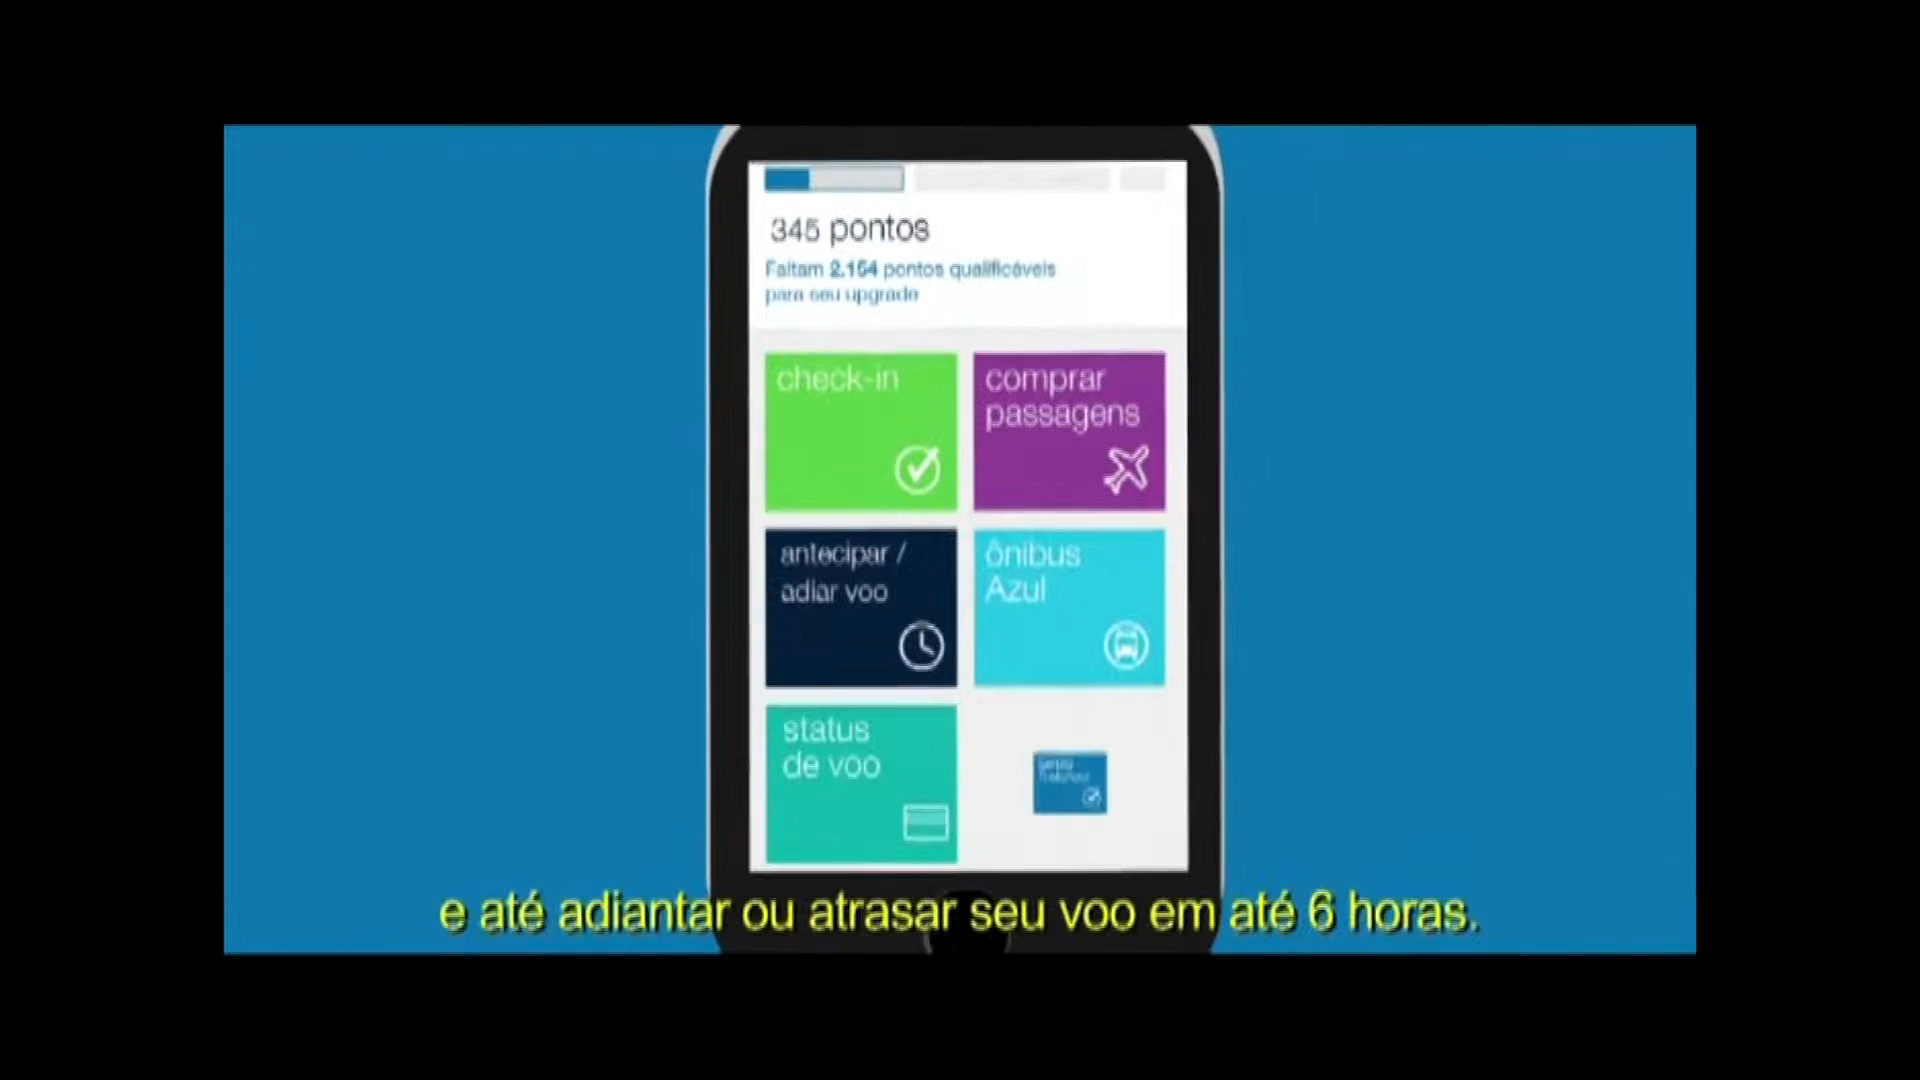 345 pontos
Faltam 2.154 pontos qualificáveis
para seu upgrade
check-in
comprar
passagens
antecipar /
adiar voo
ônibus
Azul
status
de voo
e até adiantar ou atrasar seu voo em até 6 horas.